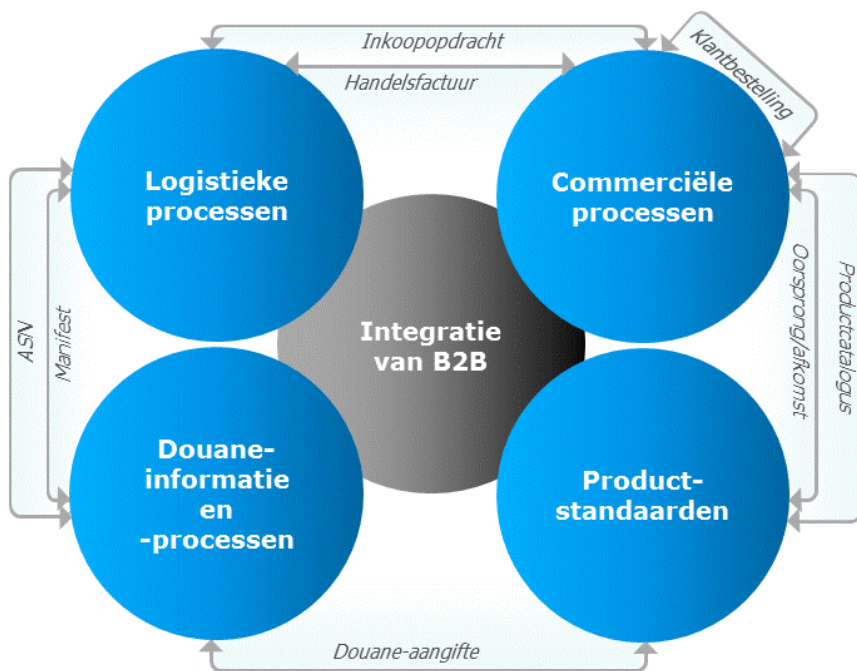 Inkoopopdracht
Handelsfactuur
Klantbestelling
Logistieke
processen
Commerciële
processen
ASN
Manifest
Integratie
van B2B
Oorsprong/afkomst
Productcatalogus
Douane-
informatie
en
-processen
Product-
standaarden
Douane-aangifte